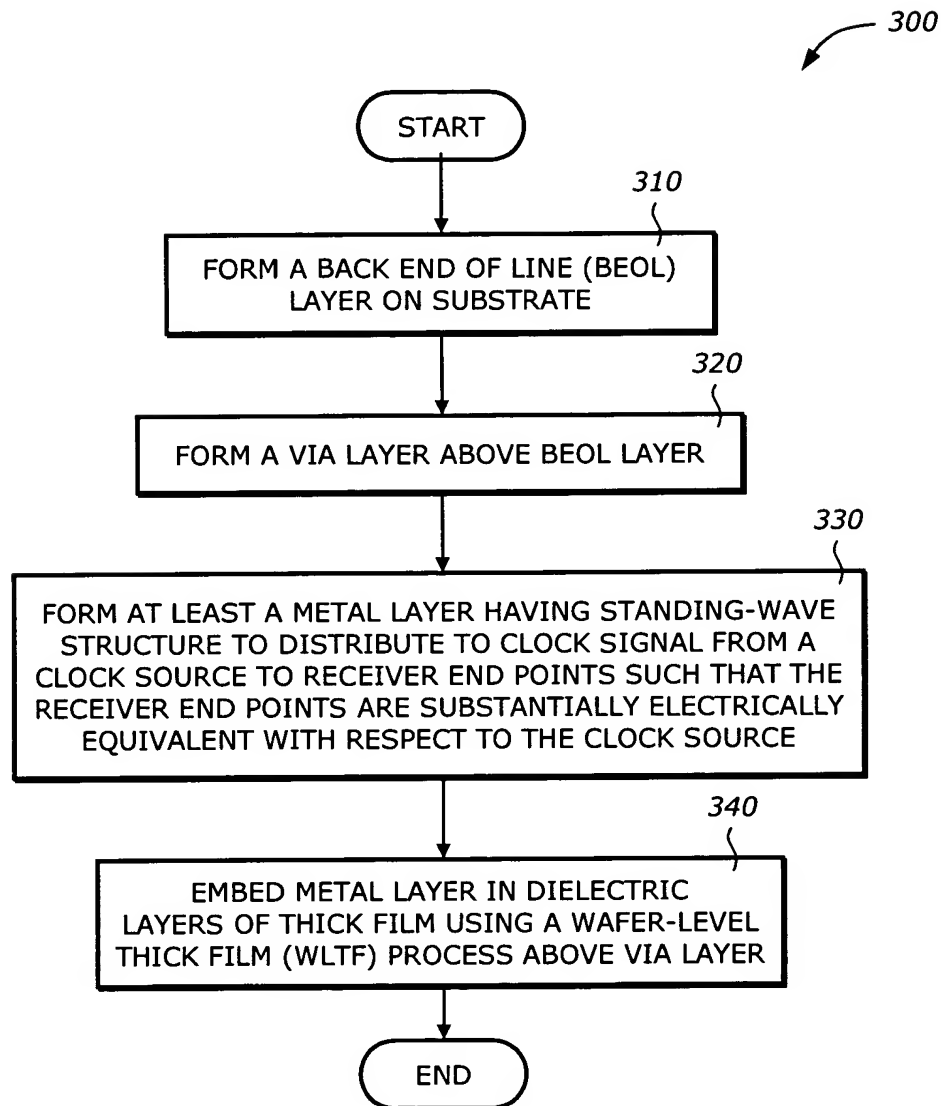 300
START
310
FORM A BACK END OF LINE (BEOL)
LAYER ON SUBSTRATE
320
FORM A VIA LAYER ABOVE BEOL LAYER
330
FORM AT LEAST A METAL LAYER HAVING STANDING-WAVE
STRUCTURE TO DISTRIBUTE TO CLOCK SIGNAL FROM A
CLOCK SOURCE TO RECEIVER END POINTS SUCH THAT THE
RECEIVER END POINTS ARE SUBSTANTIALLY ELECTRICALLY
EQUIVALENT WITH RESPECT TO THE CLOCK SOURCE
340
EMBED METAL LAYER IN DIELECTRIC
LAYERS OF THICK FILM USING A WAFER-LEVEL
THICK FILM (WLTF) PROCESS ABOVE VIA LAYER
END